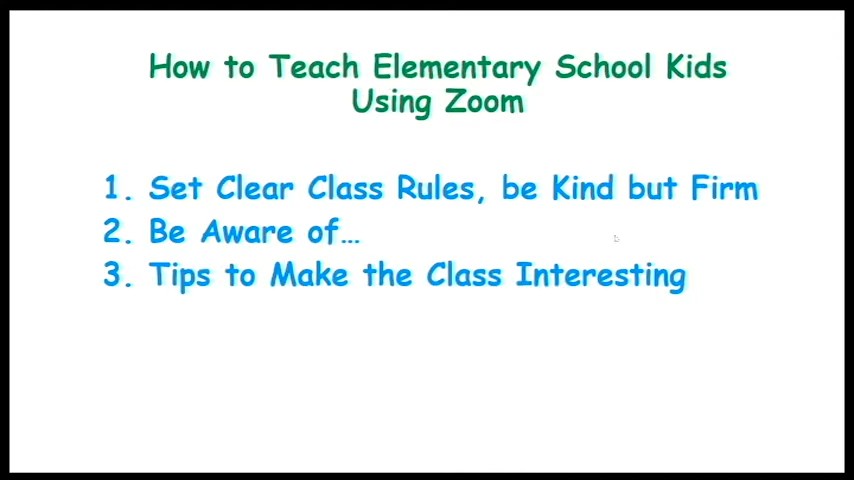 How to Teach Elementary School Kids
Using Zoom
1. Set Clear Class Rules, be Kind but Firm
2. Be Aware of…
3. Tips to Make the Class Interesting